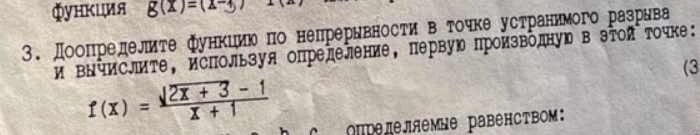 функция g(x)=(x-3)
3. Доопределите функцию по непрерывности в точке устранимого разрыва
и вычислите, используя определение, первую производную в этой точке:
(3
f(x) = (√(2x + 3) - 1) / (x + 1)
определяемые равенством: